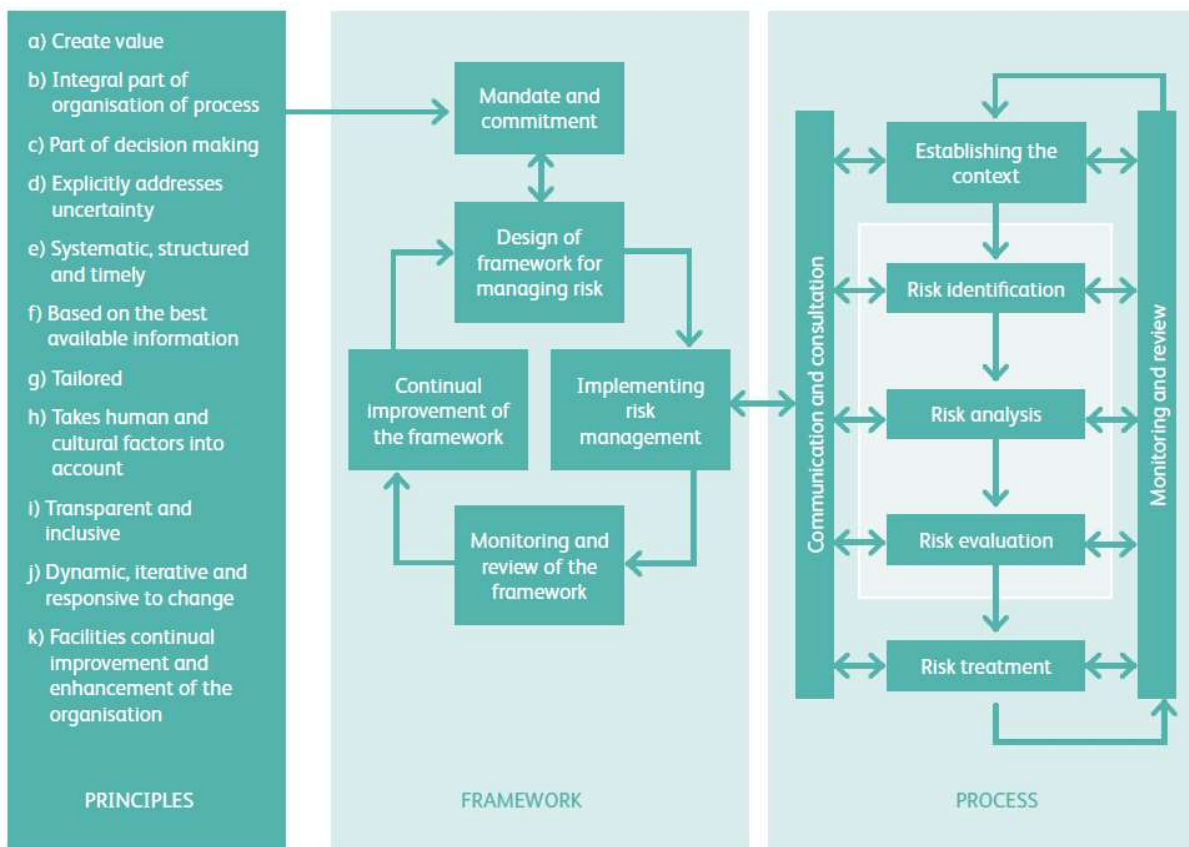 a) Create value
b) Integral part of
organisation of process
c) Part of decision making
d) Explicitly addresses
uncertainty
e) Systematic, structured
and timely
f) Based on the best
available information
g) Tailored
h) Takes human and
cultural factors into
account
i) Transparent and
inclusive
j) Dynamic, iterative and
responsive to change
k) Facilities continual
improvement and
enhancement of the
organisation
PRINCIPLES
Mandate and
commitment
Design of
framework for
managing risk
Continual
improvement of
the framework
Implementing
risk
management
Monitoring and
review of the
framework
FRAMEWORK
Communication and consultation
Establishing the
context
Risk identification
Risk analysis
Risk evaluation
Risk treatment
Monitoring and review
PROCESS